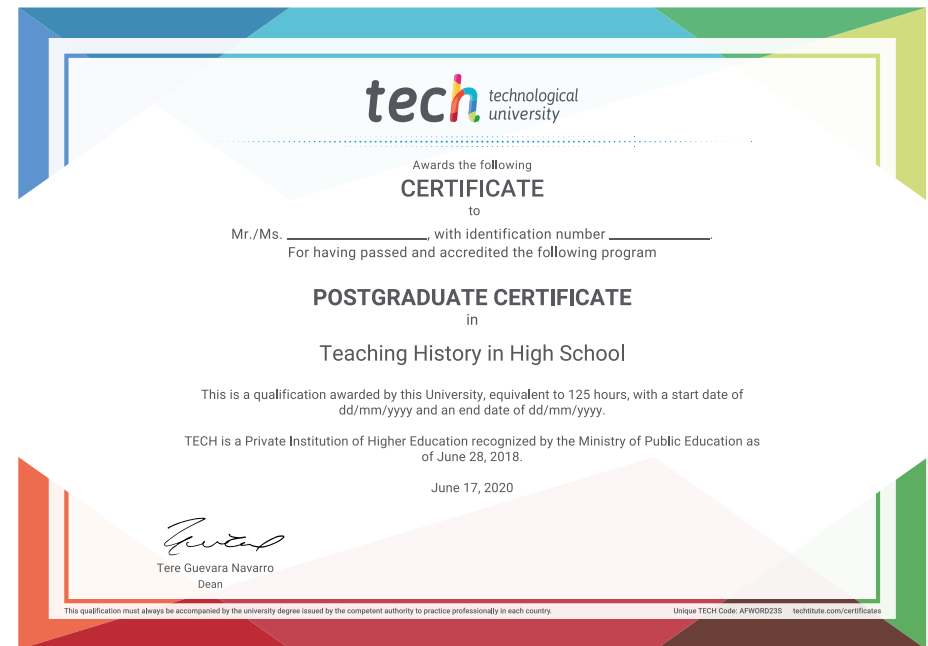 tech technological
university
Awards the following
CERTIFICATE
to
Mr./Ms. ____________________, with identification number ______________.
For having passed and accredited the following program
POSTGRADUATE CERTIFICATE
in
Teaching History in High School
This is a qualification awarded by this University, equivalent to 125 hours, with a start date of
dd/mm/yyyy and an end date of dd/mm/yyyy.
TECH is a Private Institution of Higher Education recognized by the Ministry of Public Education as
of June 28, 2018.
June 17, 2020
Tere Guevara Navarro
Dean
This qualification must always be accompanied by the university degree issued by the competent authority to practice professionally in each country.
Unique TECH Code: AFWORD23S techtitute.com/certificates